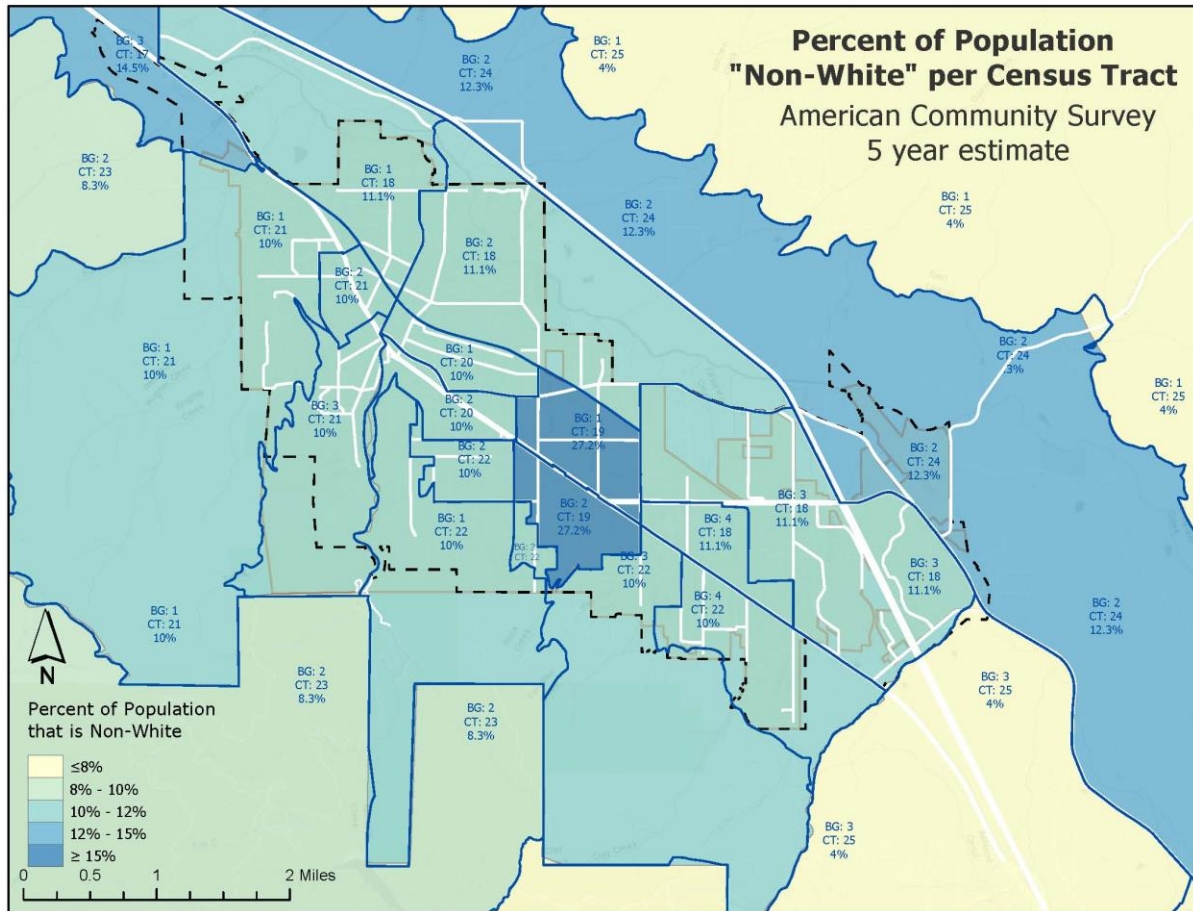 Percent of Population
"Non-White" per Census Tract
American Community Survey
5 year estimate
BG: 3
CT: 17
14.5%
BG: 2
CT: 24
12.3%
BG: 1
CT: 25
4%
BG: 2
CT: 23
8.3%
BG: 1
CT: 18
11.1%
BG: 1
CT: 21
10%
BG: 2
CT: 24
12.3%
BG: 1
CT: 25
4%
BG: 2
CT: 18
11.1%
BG: 2
CT: 21
10%
BG: 1
CT: 21
10%
BG: 1
CT: 20
10%
BG: 2
CT: 24
.3%
BG: 1
CT: 25
4%
BG: 3
CT: 21
10%
BG: 2
CT: 20
10%
BG: 1
CT: 19
27.2%
BG: 2
CT: 22
10%
BG: 2
CT: 24
12.3%
BG: 2
CT: 19
27.2%
BG: 3
CT: 18
11.1%
BG: 1
CT: 22
10%
BG: 4
CT: 18
11.1%
BG: 2
CT: 22
BG: 3
CT: 22
10%
BG: 3
CT: 18
11.1%
BG: 4
CT: 22
10%
BG: 1
CT: 21
10%
BG: 2
CT: 24
12.3%
BG: 2
CT: 23
8.3%
BG: 2
CT: 23
8.3%
BG: 3
CT: 25
4%
BG: 3
CT: 25
4%
N
Percent of Population
that is Non-White
≤8%
8% - 10%
10% - 12%
12% - 15%
≥ 15%
0 0.5 1 2 Miles